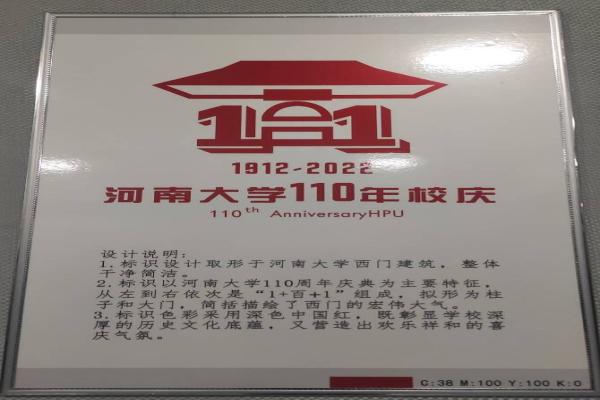 1912-2022
河南大学110年校庆
110th AnniversaryHPU
设计说明:
1.标识设计取形于河南大学西门建筑，整体
干净简洁。
2.标识以河南大学110周年庆典为主要特征，
从左到右依次是“1+百+1”组成，拟形为柱
子和大门，简括描绘了西门的宏伟大气。
3.标识色彩采用深色中国红，既彰显学校深
厚的历史文化底蕴，又营造出欢乐祥和的喜
庆气氛。
C:38 M:100 Y:100 K:0